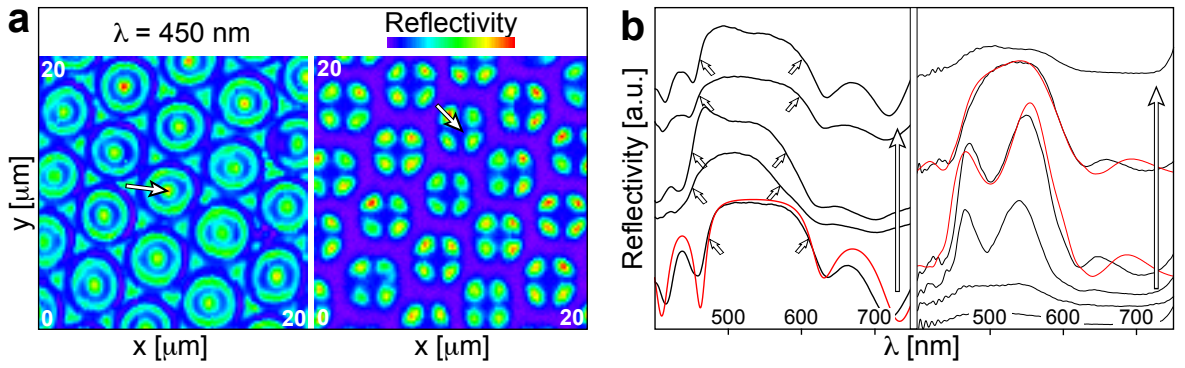 a
λ = 450 nm
Reflectivity
20
20
0
20
0
20
y [μm]
x [μm]
x [μm]
b
Reflectivity [a.u.]
500 600 700
500 600 700
λ [nm]